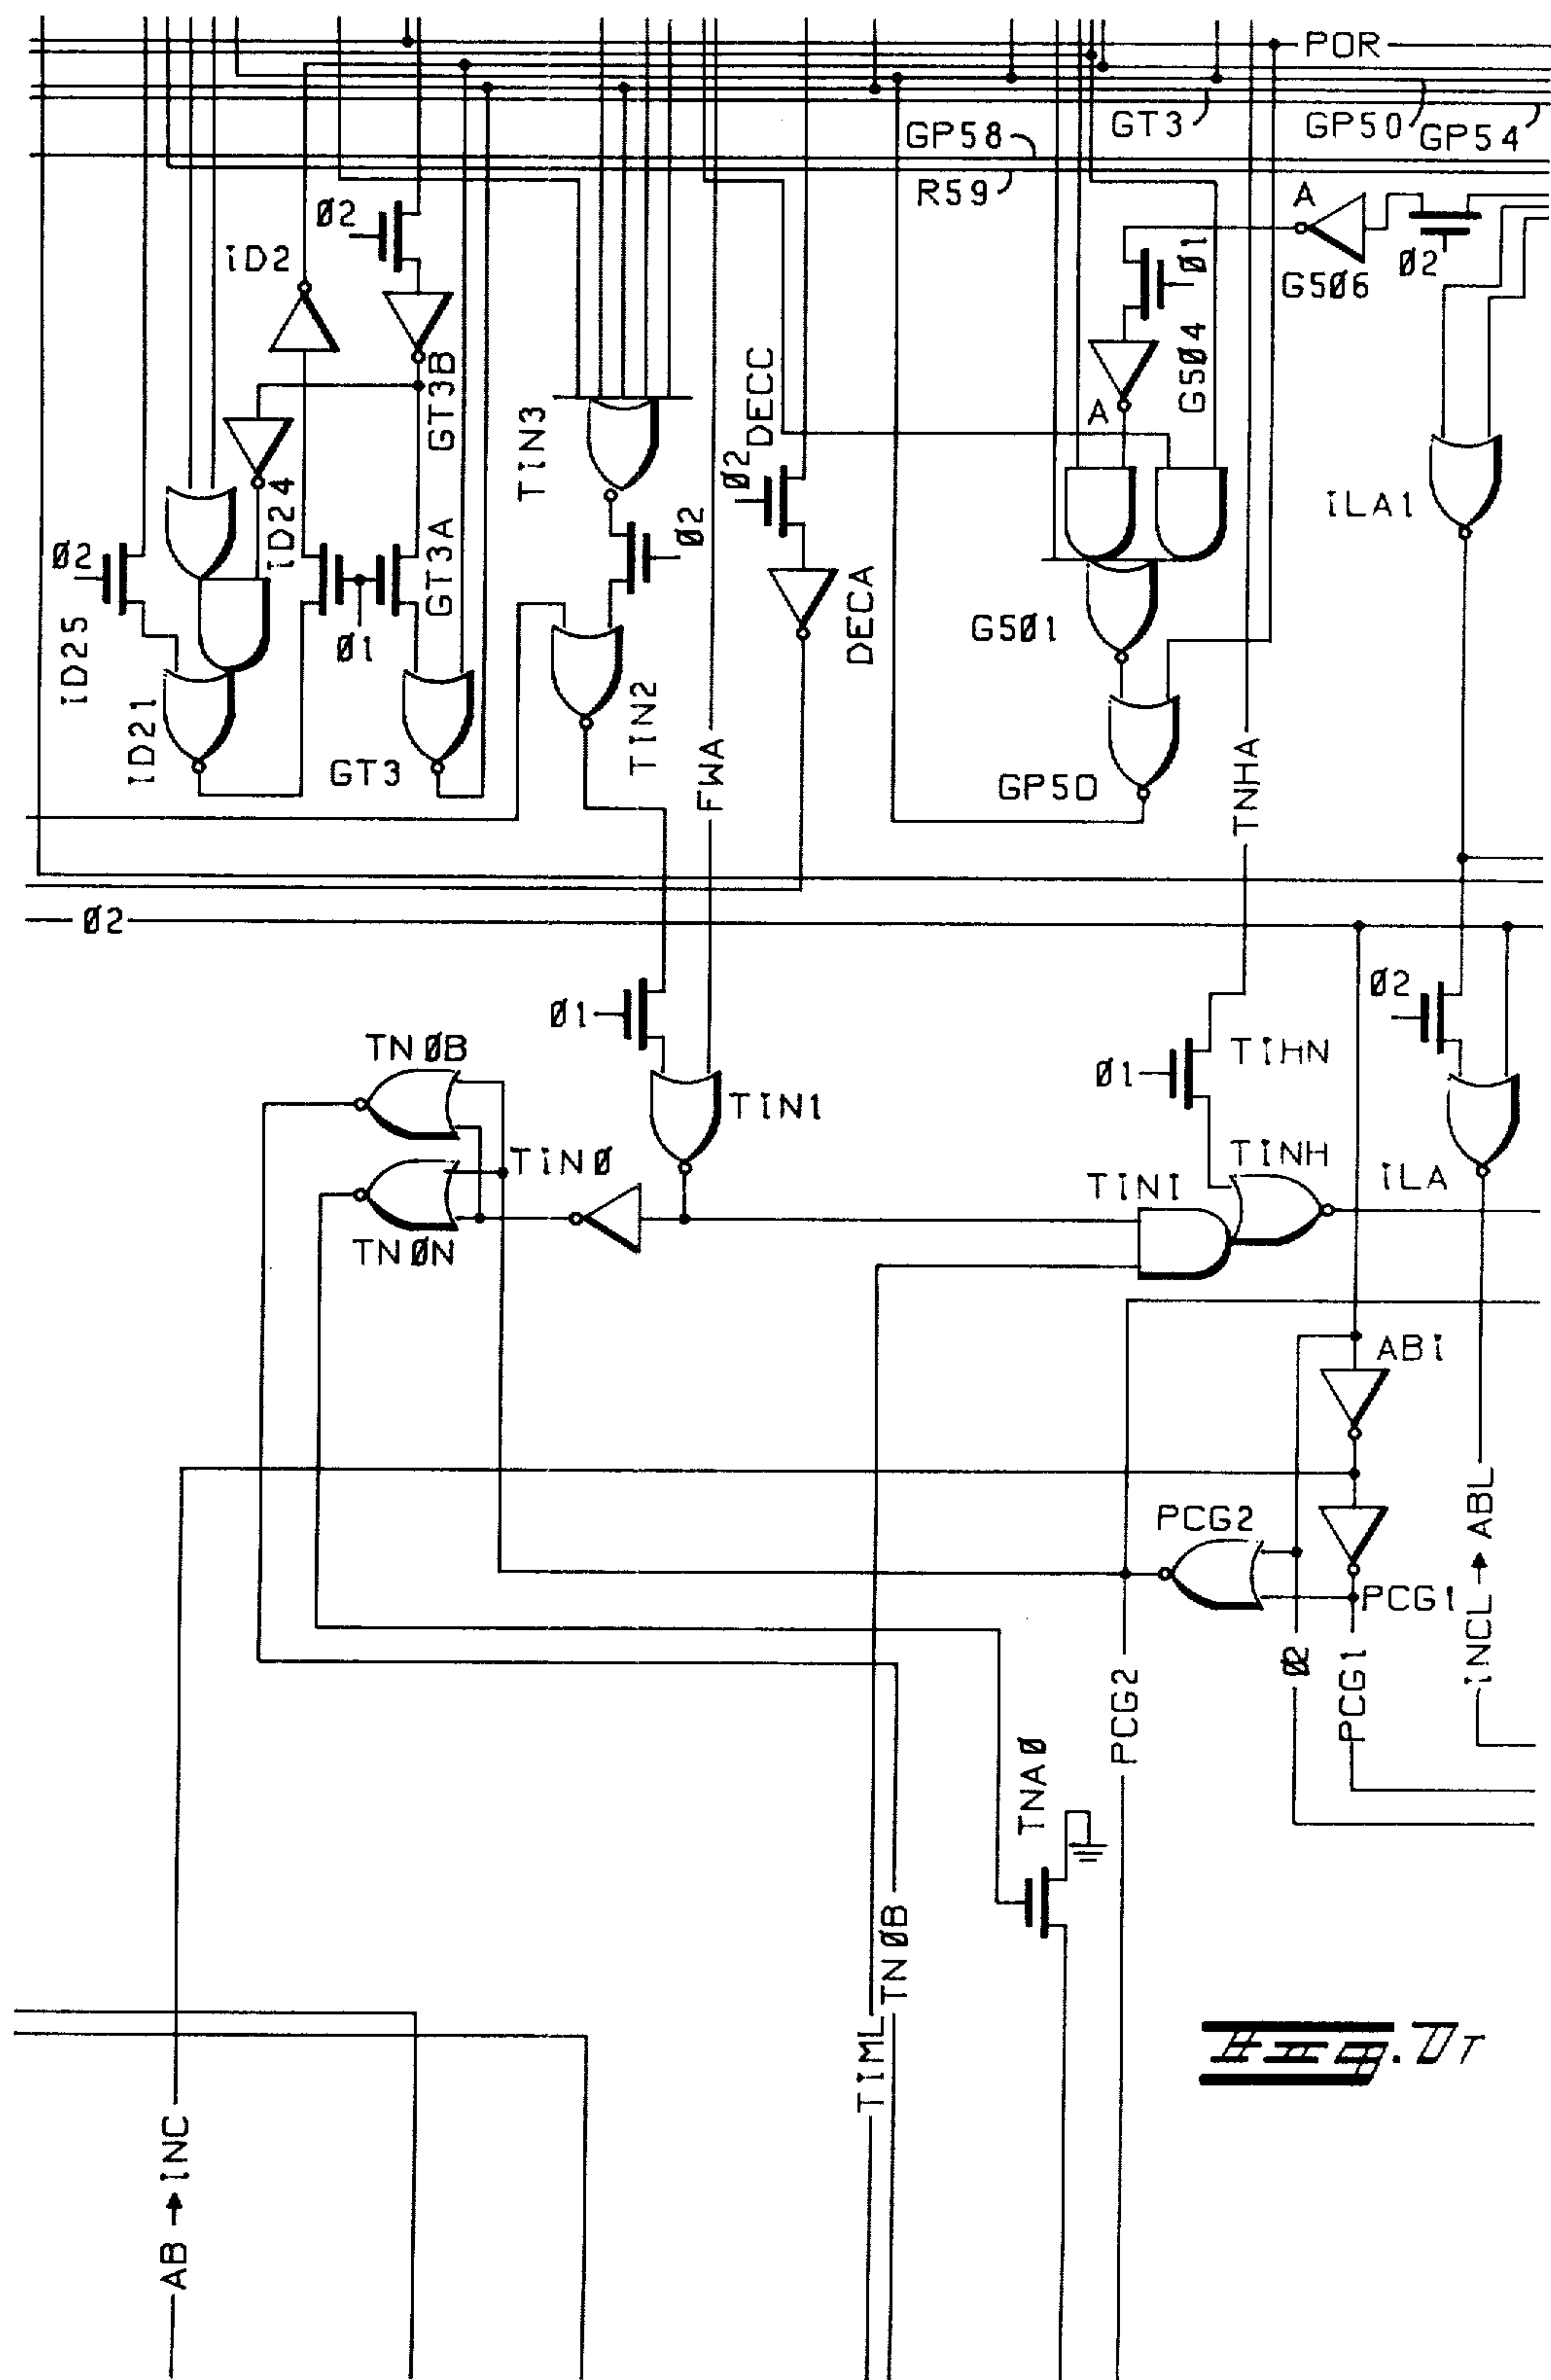 POR
GT3
GP50
GP54
GP58
R59
A
Ø2
Ø1
Ø2
G5Ø6
iD2
G5Ø4
GT3B
DECC
TiN3
A
iLA1
iD24
Ø2
Ø2
Ø2
GT3A
DECA
G5Ø1
iD25
Ø1
TiN2
iD21
GT3
FWA
TNHA
GP5D
Ø2
Ø2
Ø1
TNØB
TiHN
Ø1
TiN1
TiNØ
TiNH
TiNI
iLA
TNØN
ABi
PCG2
PCG1
iNCL → ABL
Ø2
PCG1
PCG2
TNAØ
TNØB
TIML
Fig. D7
AB → iNC